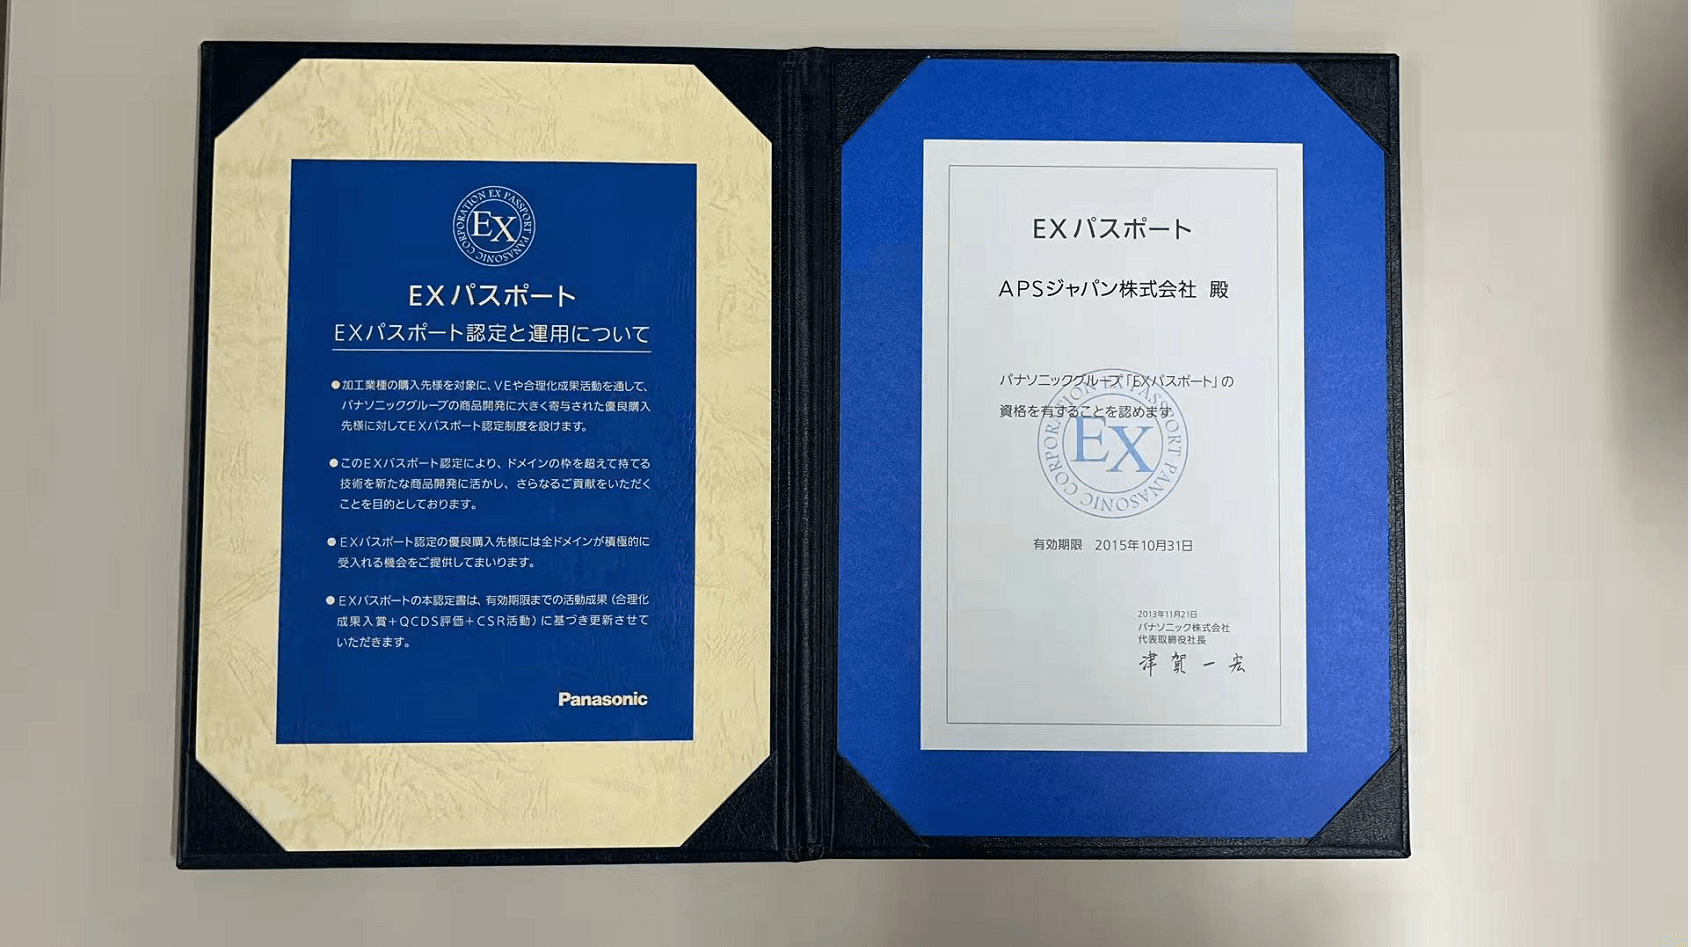 CORPORATION EX PASSPORT PANASONIC
EX
EXパスポート
EXパスポート認定と運用について
●加工業種の購入先様を対象に、VEや合理化成果活動を通して、
パナソニックグループの商品開発に大きく寄与された優良購入
先様に対してEXパスポート認定制度を設けます。
●このEXパスポート認定により、ドメインの枠を超えて持てる
技術を新たな商品開発に活かし、さらなるご貢献をいただく
ことを目的としております。
●EXパスポート認定の優良購入先様には全ドメインが積極的に
受入れる機会をご提供してまいります。
●EXパスポートの本認定書は、有効期限までの活動成果(合理化
成果入賞+QCDS評価+CSR活動)に基づき更新させて
いただきます。
Panasonic
EXパスポート
APSジャパン株式会社 殿
パナソニックグループ「EXパスポート」の
資格を有することを認めます。
CORPORATION EX PASSPORT PANASONIC
EX
有効期限 2015年10月31日
2013年11月21日
パナソニック株式会社
代表取締役社長
津賀一宏